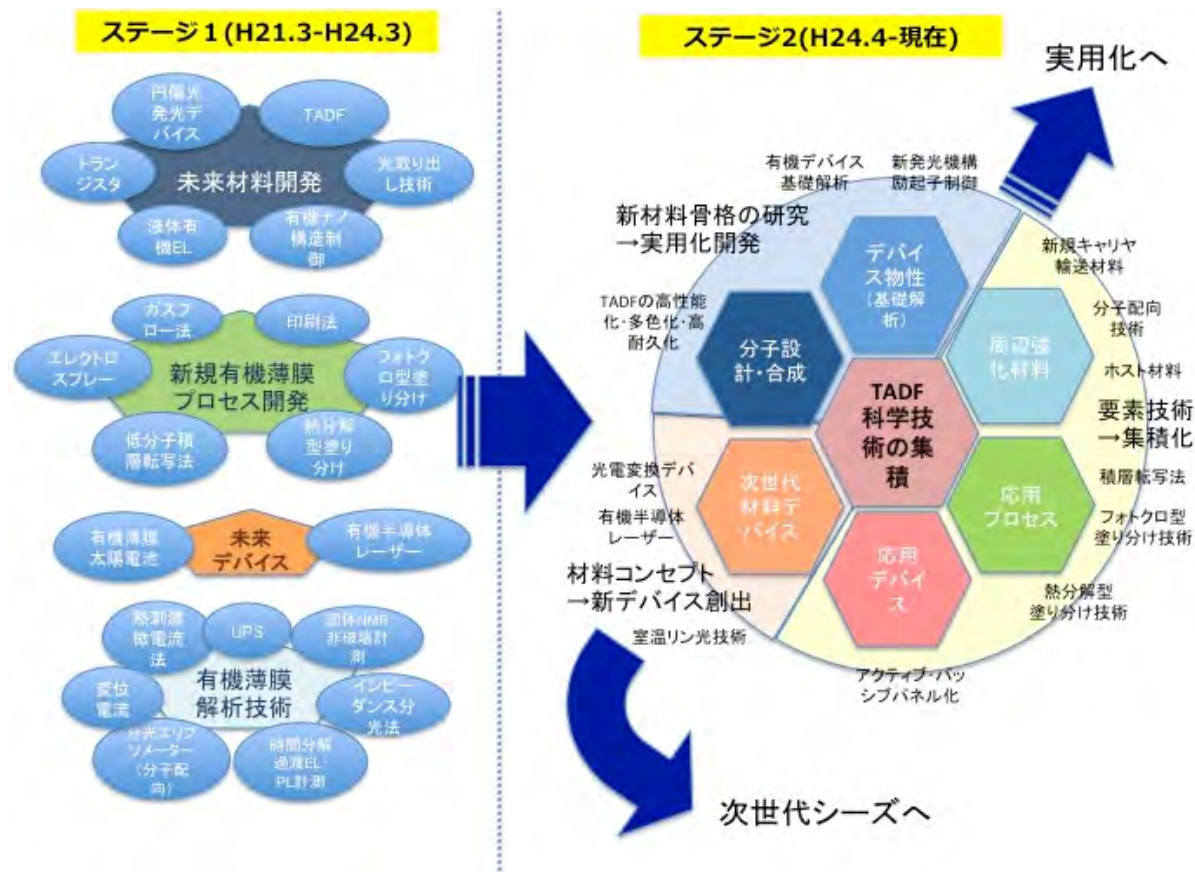 ステージ1(H21.3-H24.3)
円偏光
発光デ
バイス
TADF
トラン
ジスタ
光取り出
し技術
未来材料開発
液体有
機EL
有機ナノ
構造制
御
ガスフ
ロー法
印刷法
エレクトロ
スプレー
フォトク
ロ型塗
り分け
新規有機薄膜
プロセス開発
低分子積
層転写法
熱分解
型塗り
分け
有機薄膜
太陽電池
未来
デバイス
有機半導体
レーザー
熱刺激
微電流
法
UPS
固体NMR
非破壊計
測
有機薄膜
解析技術
変位
電流
インピー
ダンス分
光法
分光エリプ
ソメーター
(分子配
向)
時間分解
過渡EL・
PL計測
ステージ2(H24.4-現在)
実用化へ
有機デバイス
基礎解析
新発光機構
励起子制御
新材料骨格の研究
→実用化開発
デバイ
ス物性
(基礎解
析)
新規キャリヤ
輸送材料
TADFの高性能
化・多色化・高
耐久化
分子設
計・合成
周辺強
化材料
分子配向
技術
ホスト材料
TADF
科学技
術の集
積
要素技術
→集積化
光電変換デバ
イス
有機半導体
レーザー
次世代
材料デ
バイス
応用
プロセス
積層転写法
フォトクロ型
塗り分け技術
材料コンセプト
→新デバイス創出
応用
デバイ
ス
熱分解型
塗り分け技術
室温リン光技術
アクティブ・パッ
シブパネル化
次世代シーズへ